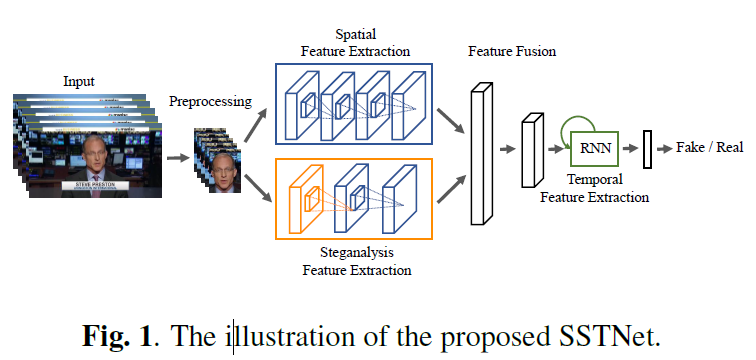 Spatial
Feature Extraction
Feature Fusion
Input
Preprocessing
RNN
Fake / Real
STEVE PRESTON
Temporal
Feature Extraction
Steganalysis
Feature Extraction
Fig. 1. The illustration of the proposed SSTNet.